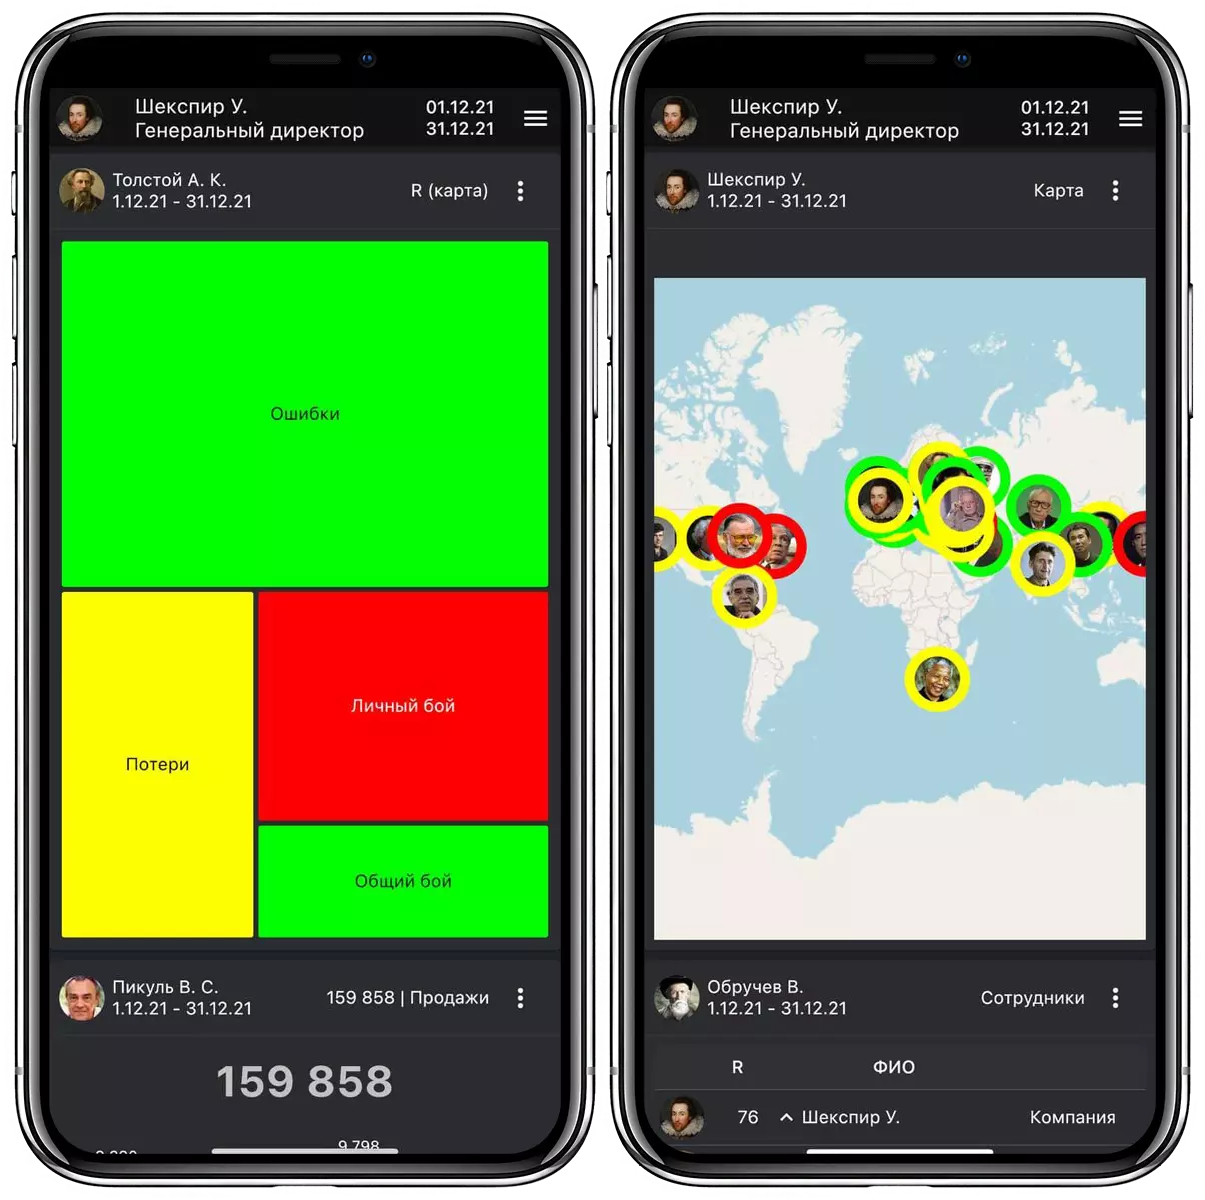 Шекспир У.
Генеральный директор
01.12.21
31.12.21
Толстой А. К.
1.12.21 - 31.12.21
R (карта)
Ошибки
Потери
Личный бой
Общий бой
Пикуль В. С.
1.12.21 - 31.12.21
159 858 | Продажи
159 858
9 798
Шекспир У.
Генеральный директор
01.12.21
31.12.21
Шекспир У.
1.12.21 - 31.12.21
Карта
Обручев В.
1.12.21 - 31.12.21
Сотрудники
R ФИО
76 Шекспир У. Компания